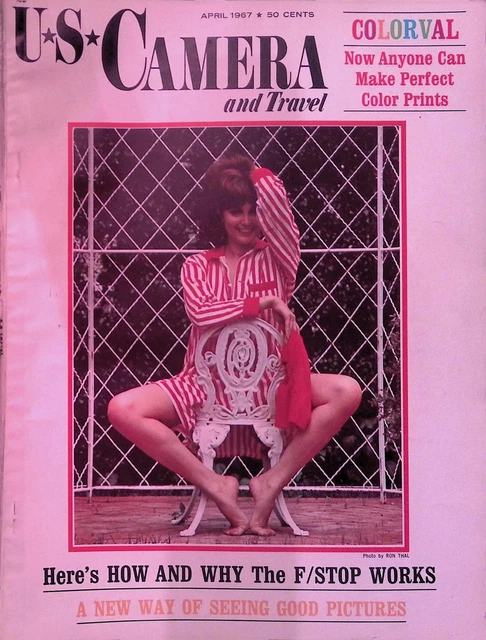 APRIL 1967 ★ 50 CENTS
U★S★CAMERA
and Travel
COLORVAL
Now Anyone Can
Make Perfect
Color Prints
Photo by RON THAL
Here's HOW AND WHY The F/STOP WORKS
A NEW WAY OF SEEING GOOD PICTURES